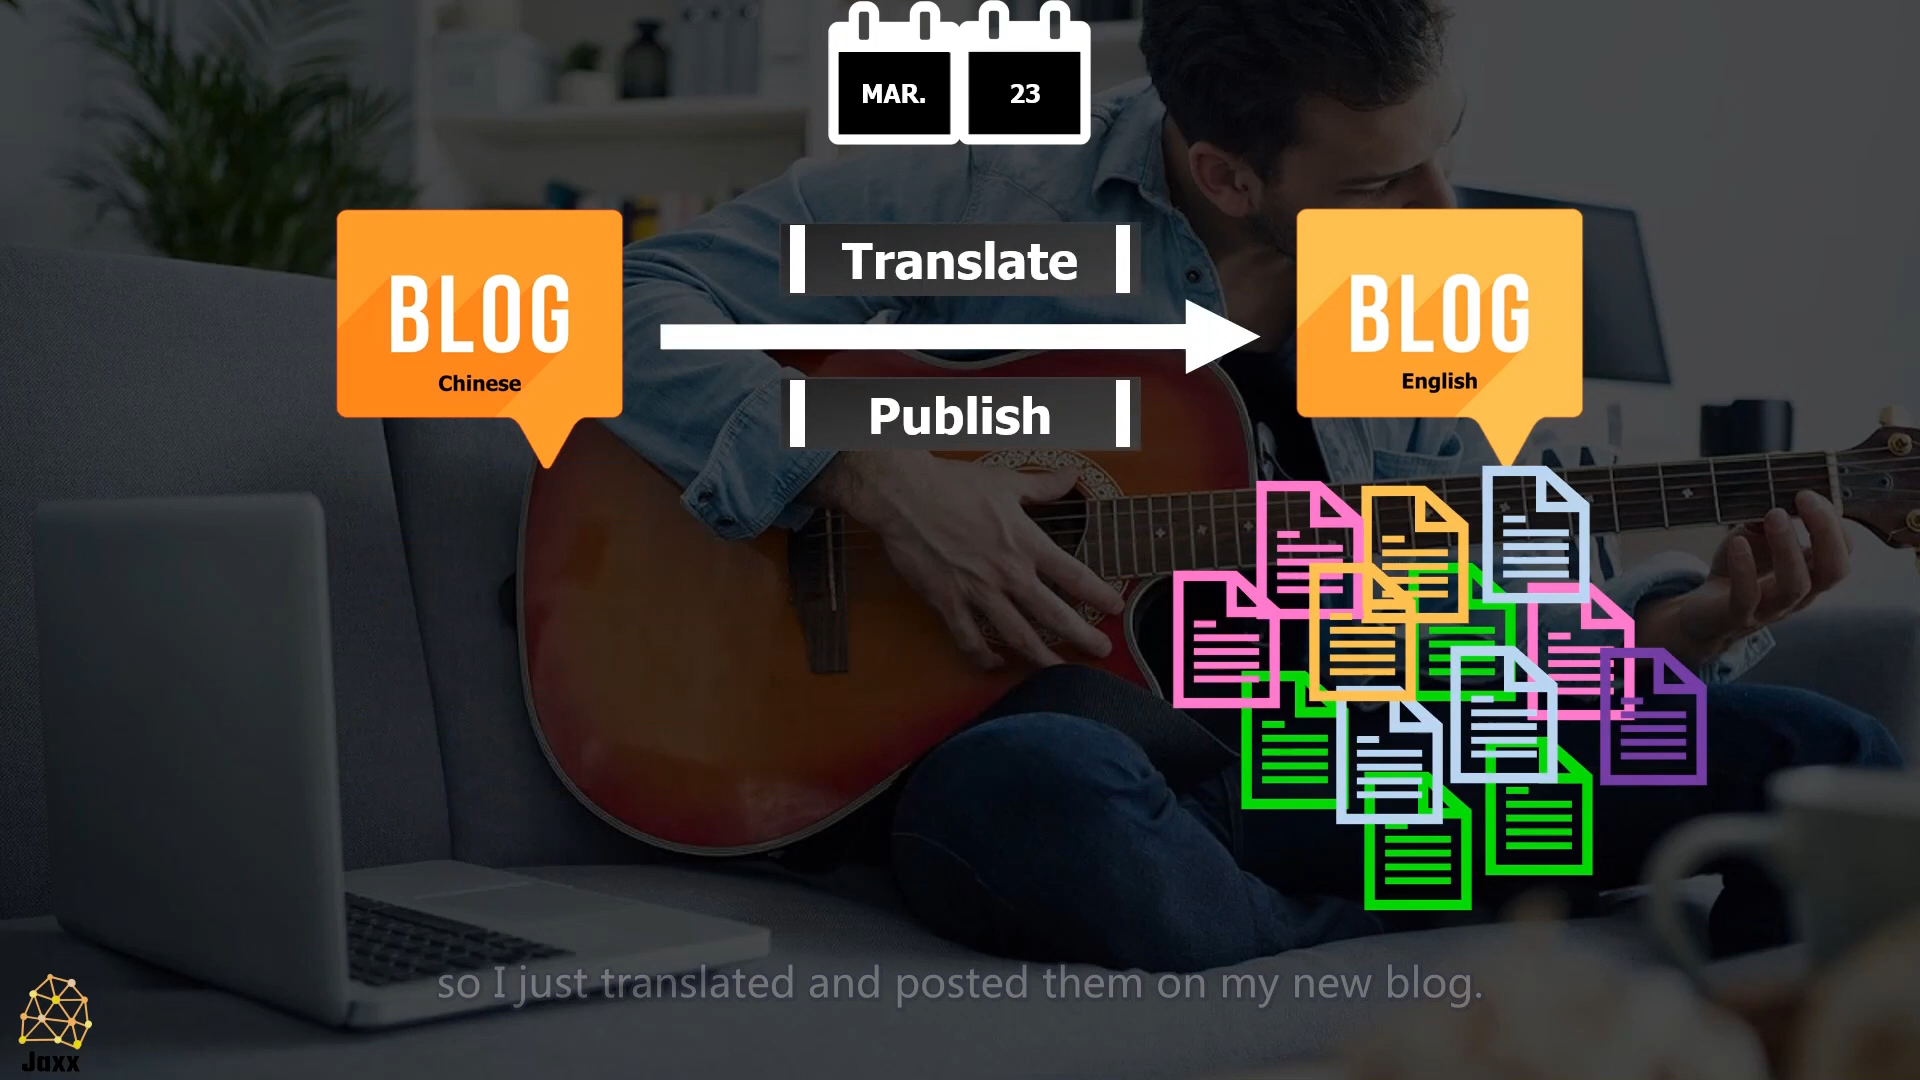 MAR.
23
BLOG
Chinese
Translate
Publish
BLOG
English
so I just translated and posted them on my new blog.
Jaxx